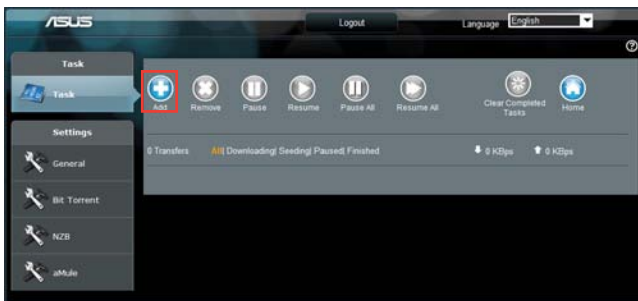 ASUS
Logout
Language English
Task
Task
Add
Remove
Pause
Resume
Pause All
Resume All
Clear Completed
Tasks
Home
0 Transfers All| Downloading| Seeding| Paused| Finished 0 KBps 0 KBps
Settings
General
Bit Torrent
NZB
aMule